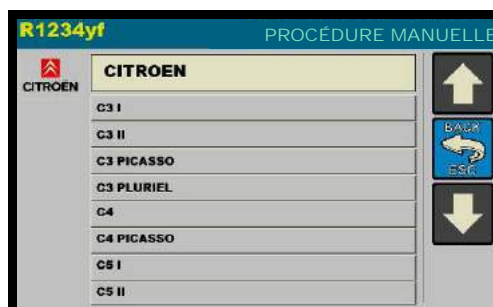 R1234yf PROCÉDURE MANUELLE
CITROËN
CITROEN
C3 I
C3 II
C3 PICASSO
C3 PLURIEL
C4
C4 PICASSO
C5 I
C5 II
BACK
ESC